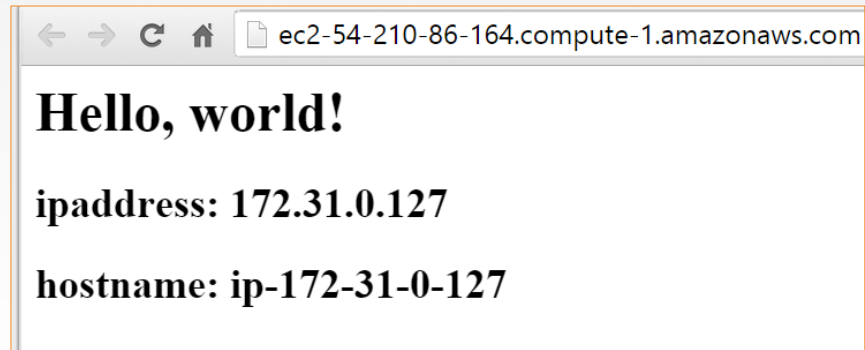 ec2-54-210-86-164.compute-1.amazonaws.com
Hello, world!
ipaddress: 172.31.0.127
hostname: ip-172-31-0-127